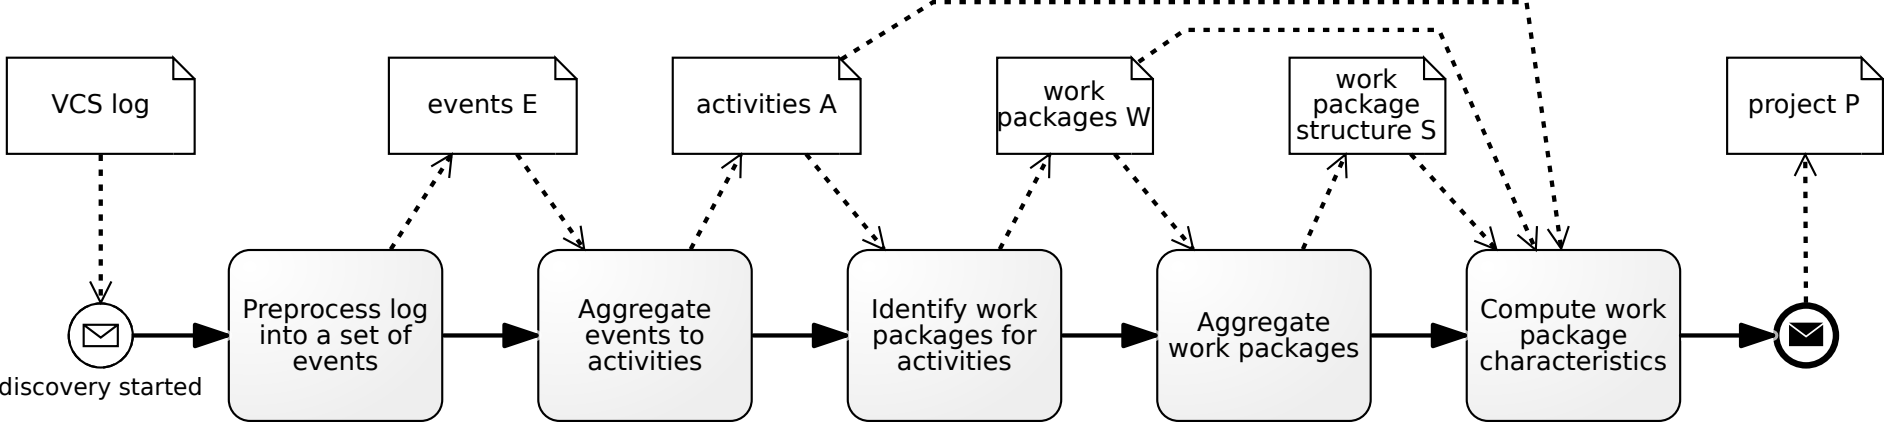 VCS log
events E
activities A
work
packages W
work
package
structure S
project P
Preprocess log
into a set of
events
Aggregate
events to
activities
Identify work
packages for
activities
Aggregate
work packages
Compute work
package
characteristics
discovery started